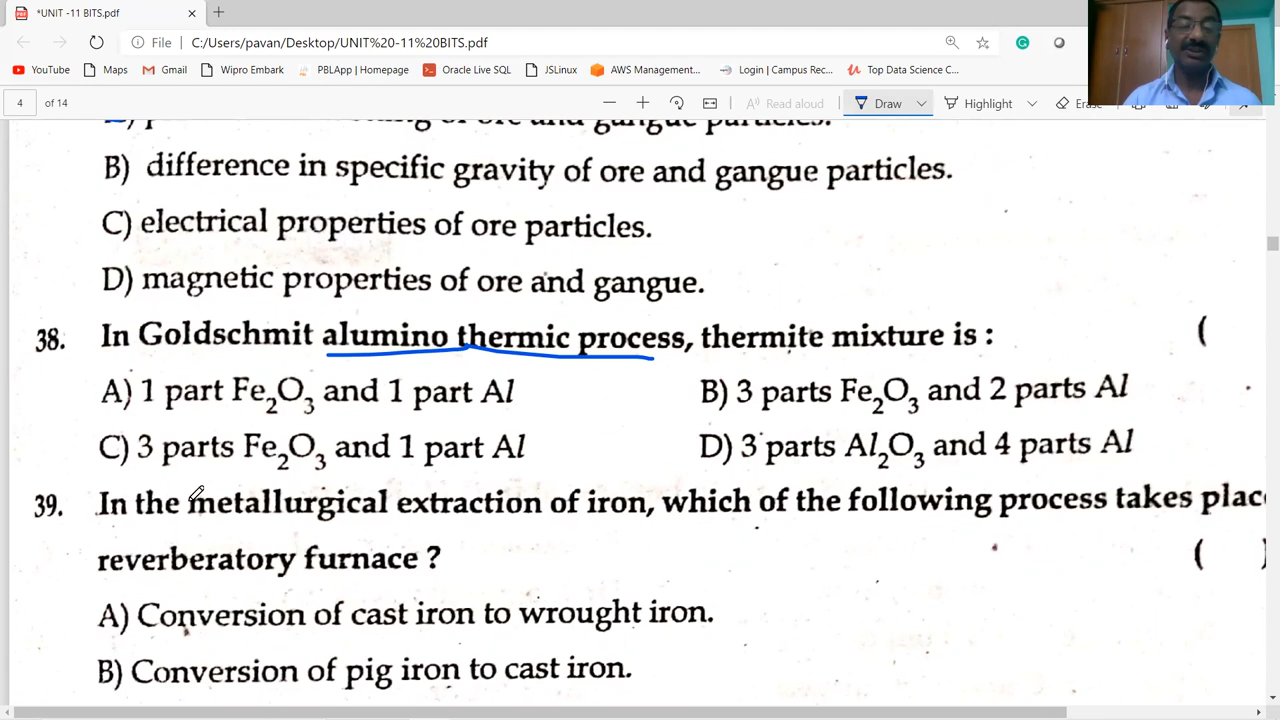 *UNIT -11 BITS.pdf
File C:/Users/pavan/Desktop/UNIT%20-11%20BITS.pdf
YouTube Maps Gmail Wipro Embark PBLApp | Homepage Oracle Live SQL JSLinux AWS Management... Login | Campus Rec... Top Data Science C...
4 of 14 Read aloud Draw Highlight Erase
of ore and gangue particles.
B) difference in specific gravity of ore and gangue particles.
C) electrical properties of ore particles.
D) magnetic properties of ore and gangue.
38. In Goldschmit alumino thermic process, thermite mixture is : (
A) 1 part Fe₂O₃ and 1 part Al B) 3 parts Fe₂O₃ and 2 parts Al
C) 3 parts Fe₂O₃ and 1 part Al D) 3 parts Al₂O₃ and 4 parts Al
39. In the metallurgical extraction of iron, which of the following process takes plac
reverberatory furnace ? ( )
A) Conversion of cast iron to wrought iron.
B) Conversion of pig iron to cast iron.